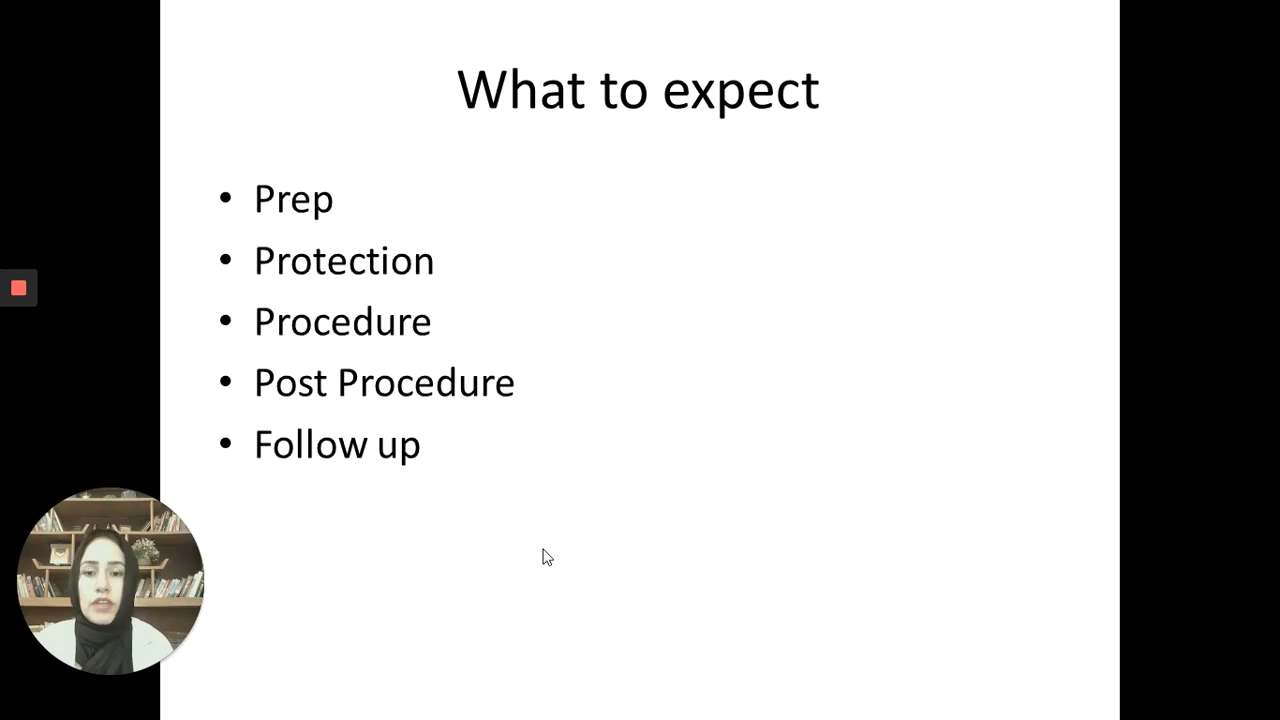 What to expect
• Prep
• Protection
• Procedure
• Post Procedure
• Follow up